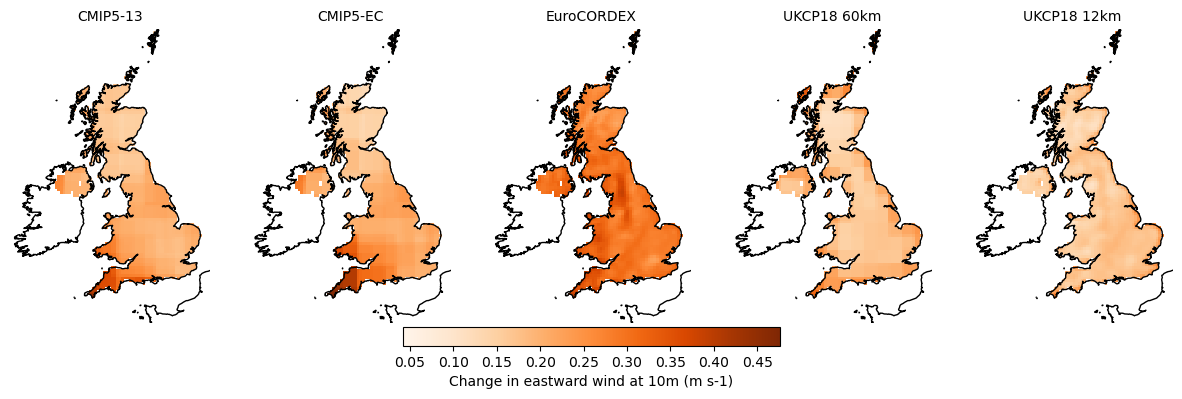 CMIP5-13 CMIP5-EC EuroCORDEX UKCP18 60km UKCP18 12km
0.05 0.10 0.15 0.20 0.25 0.30 0.35 0.40 0.45
Change in eastward wind at 10m (m s-1)